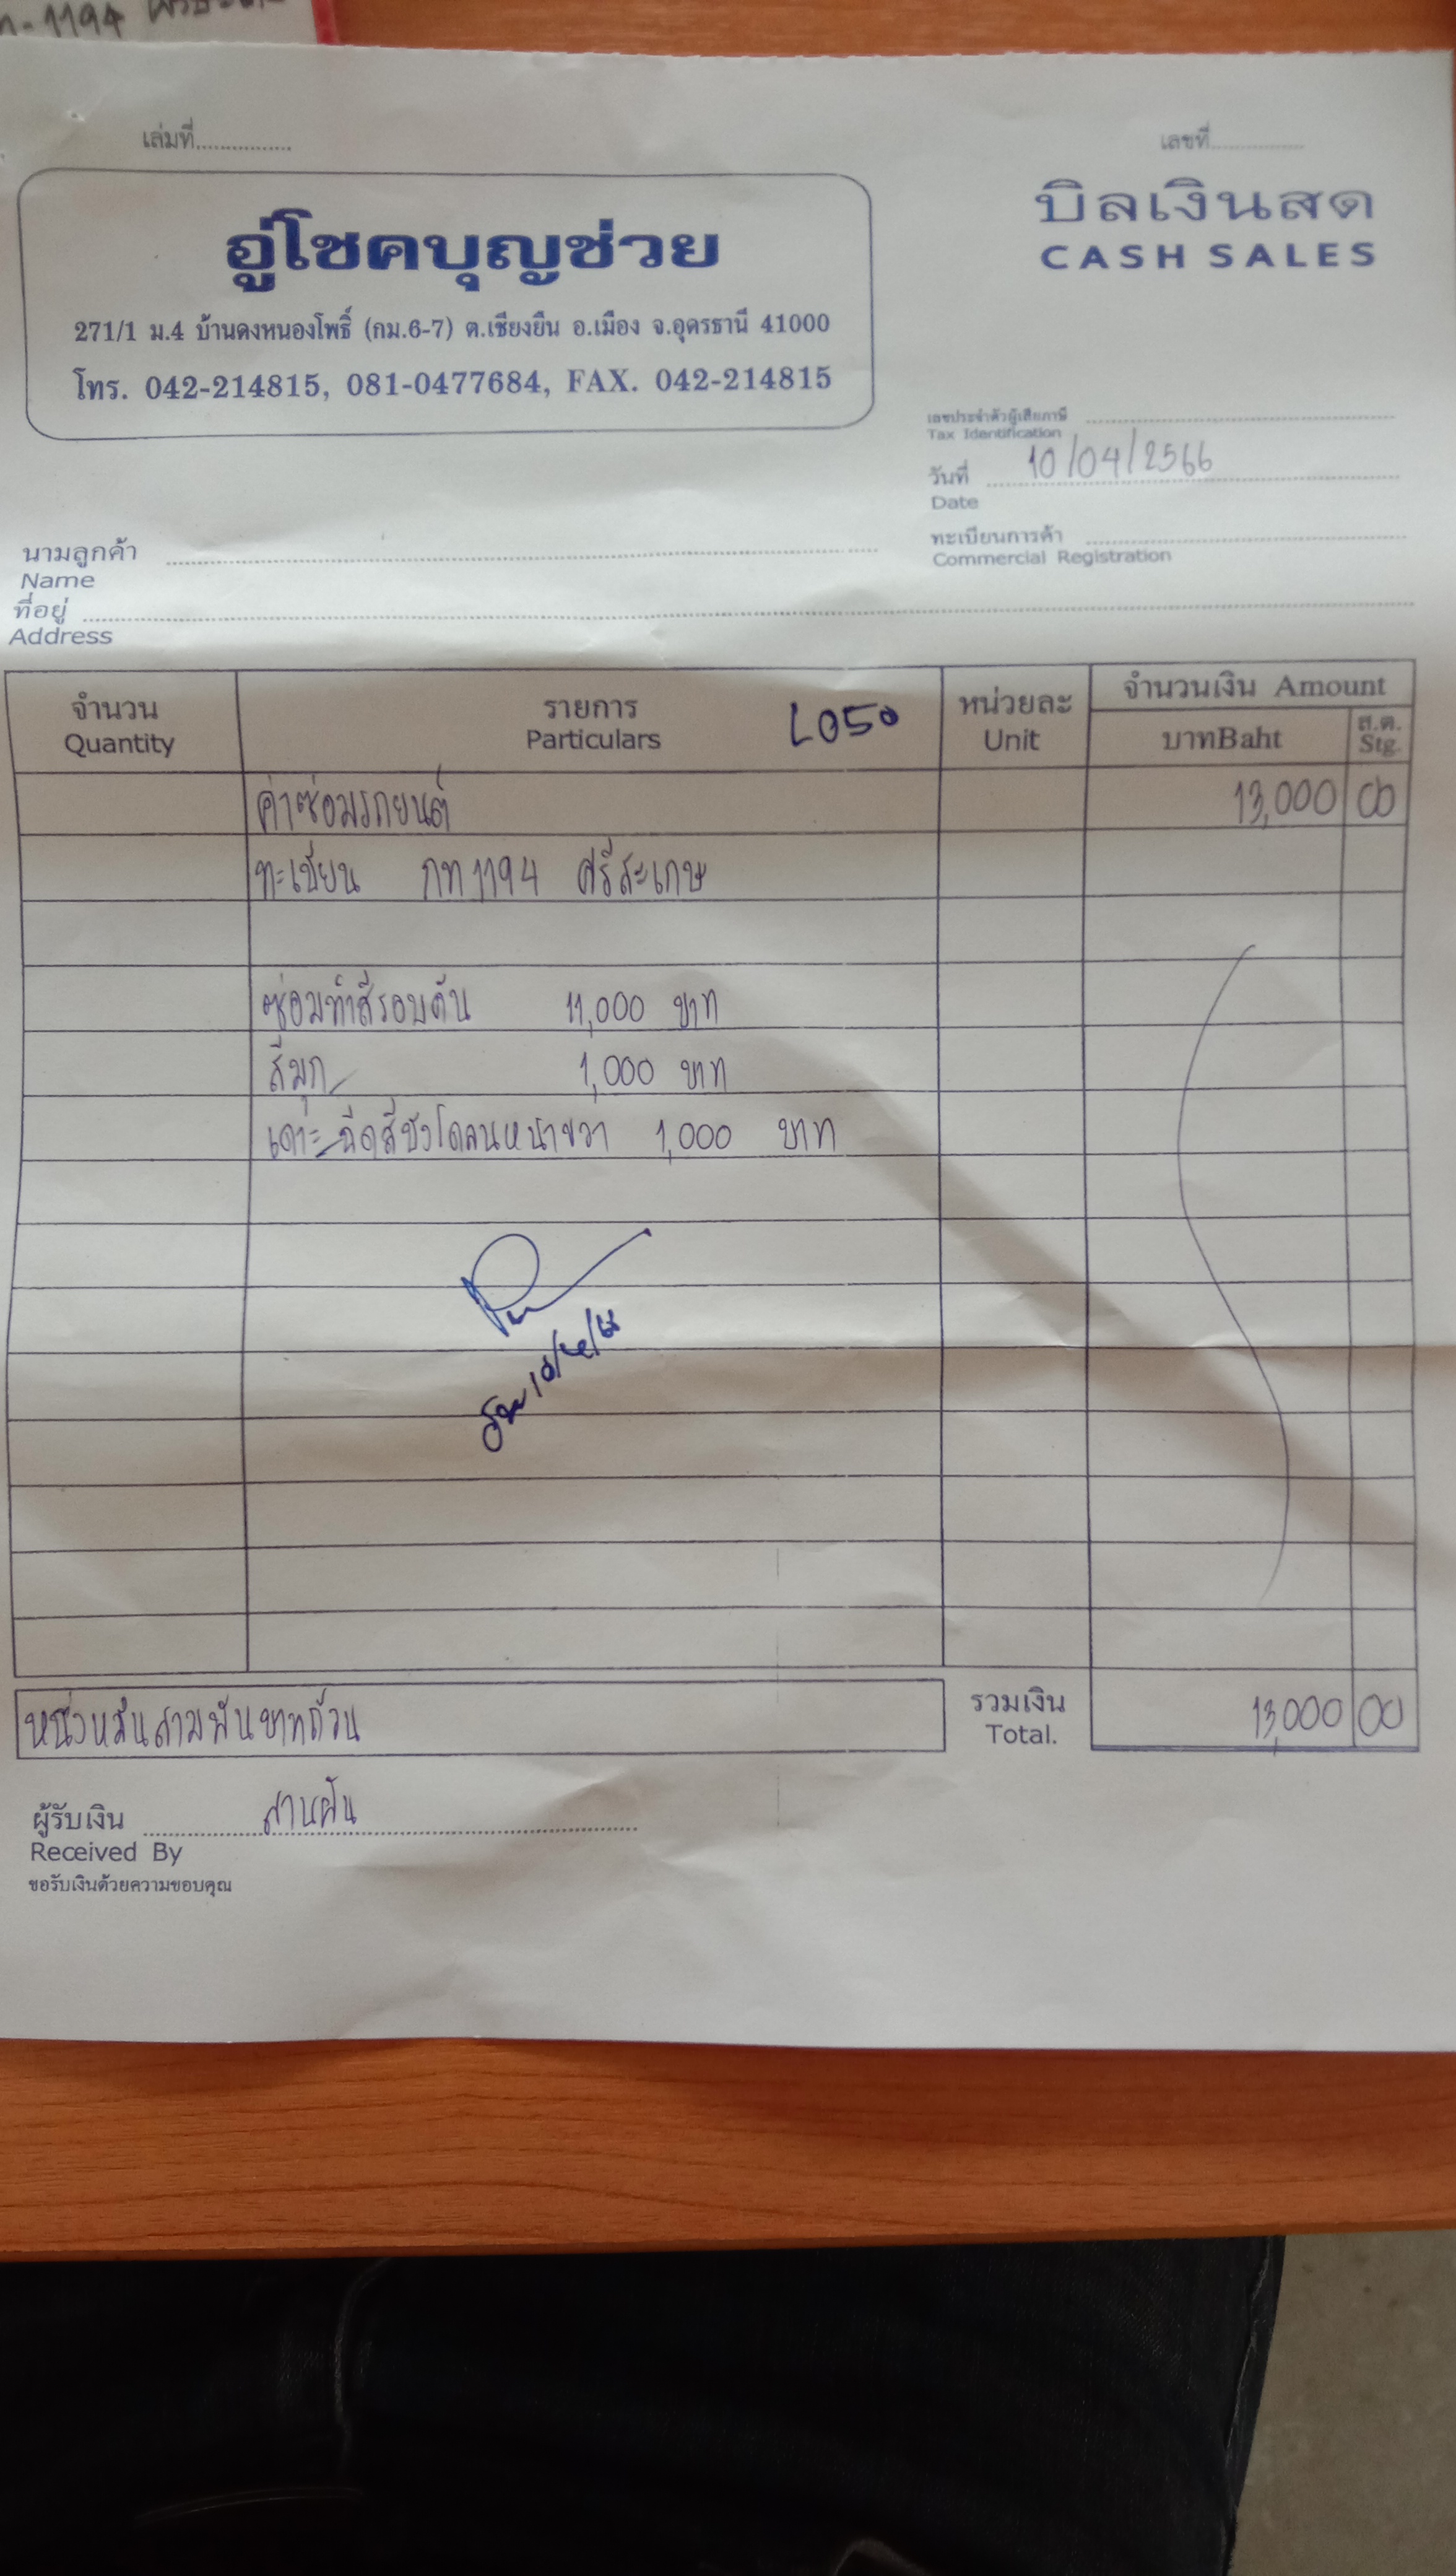 เล่มที่...............
เลขที่...............
อู่โชคบุญช่วย
271/1 ม.4 บ้านดงหนองโพธิ์ (กม.6-7) ต.เชียงยืน อ.เมือง จ.อุดรธานี 41000
โทร. 042-214815, 081-0477684, FAX. 042-214815
บิลเงินสด
CASH SALES
เลขประจำตัวผู้เสียภาษี
Tax Identification
วันที่ 10/04/2566
Date
ทะเบียนการค้า
Commercial Registration
นามลูกค้า
Name
ที่อยู่
Address
จำนวน รายการ หน่วยละ จำนวนเงิน Amount
Quantity Particulars L050 Unit บาทBaht ส.ต. Stg.
ค่าซ่อมรถยนต์ 13,000 00
ทะเบียน กท 1194 ศรีสะเกษ
ซ่อมทำสีรอบคัน 11,000 บาท
สีมุก 1,000 บาท
เคาะ-ฉีดสีบังโคลนหน้าขวา 1,000 บาท
หนึ่งหมื่นสามพันบาทถ้วน รวมเงิน 13,000 00
Total.
ผู้รับเงิน สานฝัน
Received By
ขอรับเงินด้วยความขอบคุณ